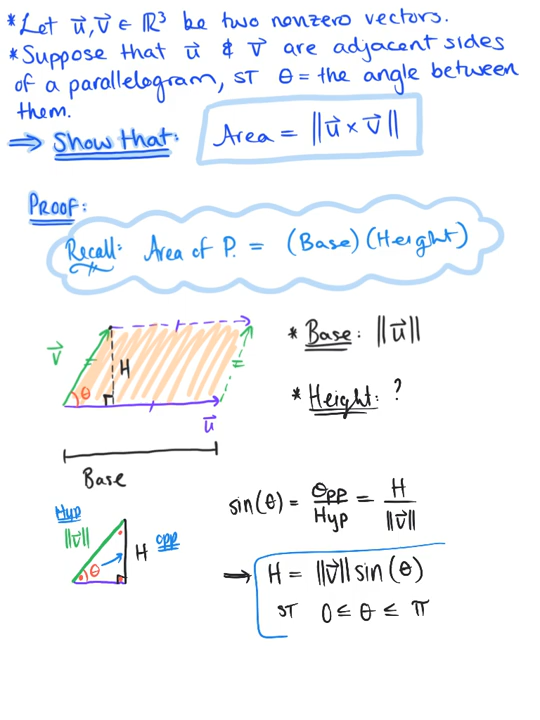 * Let u⃗, v⃗ ∈ ℝ³ be two nonzero vectors.
* Suppose that u⃗ & v⃗ are adjacent sides
of a parallelogram, ST θ = the angle between
them.
⇒ Show that: Area = ||u⃗ × v⃗||
PROOF:
Recall: Area of P. = (Base)(Height)
v⃗
H
θ
u⃗
Base
* Base: ||u⃗||
* Height: ?
Hyp
||v⃗||
θ
H opp
sin(θ) = Opp/Hyp = H/||v⃗||
→ H = ||v⃗|| sin(θ)
ST 0 ≤ θ ≤ π